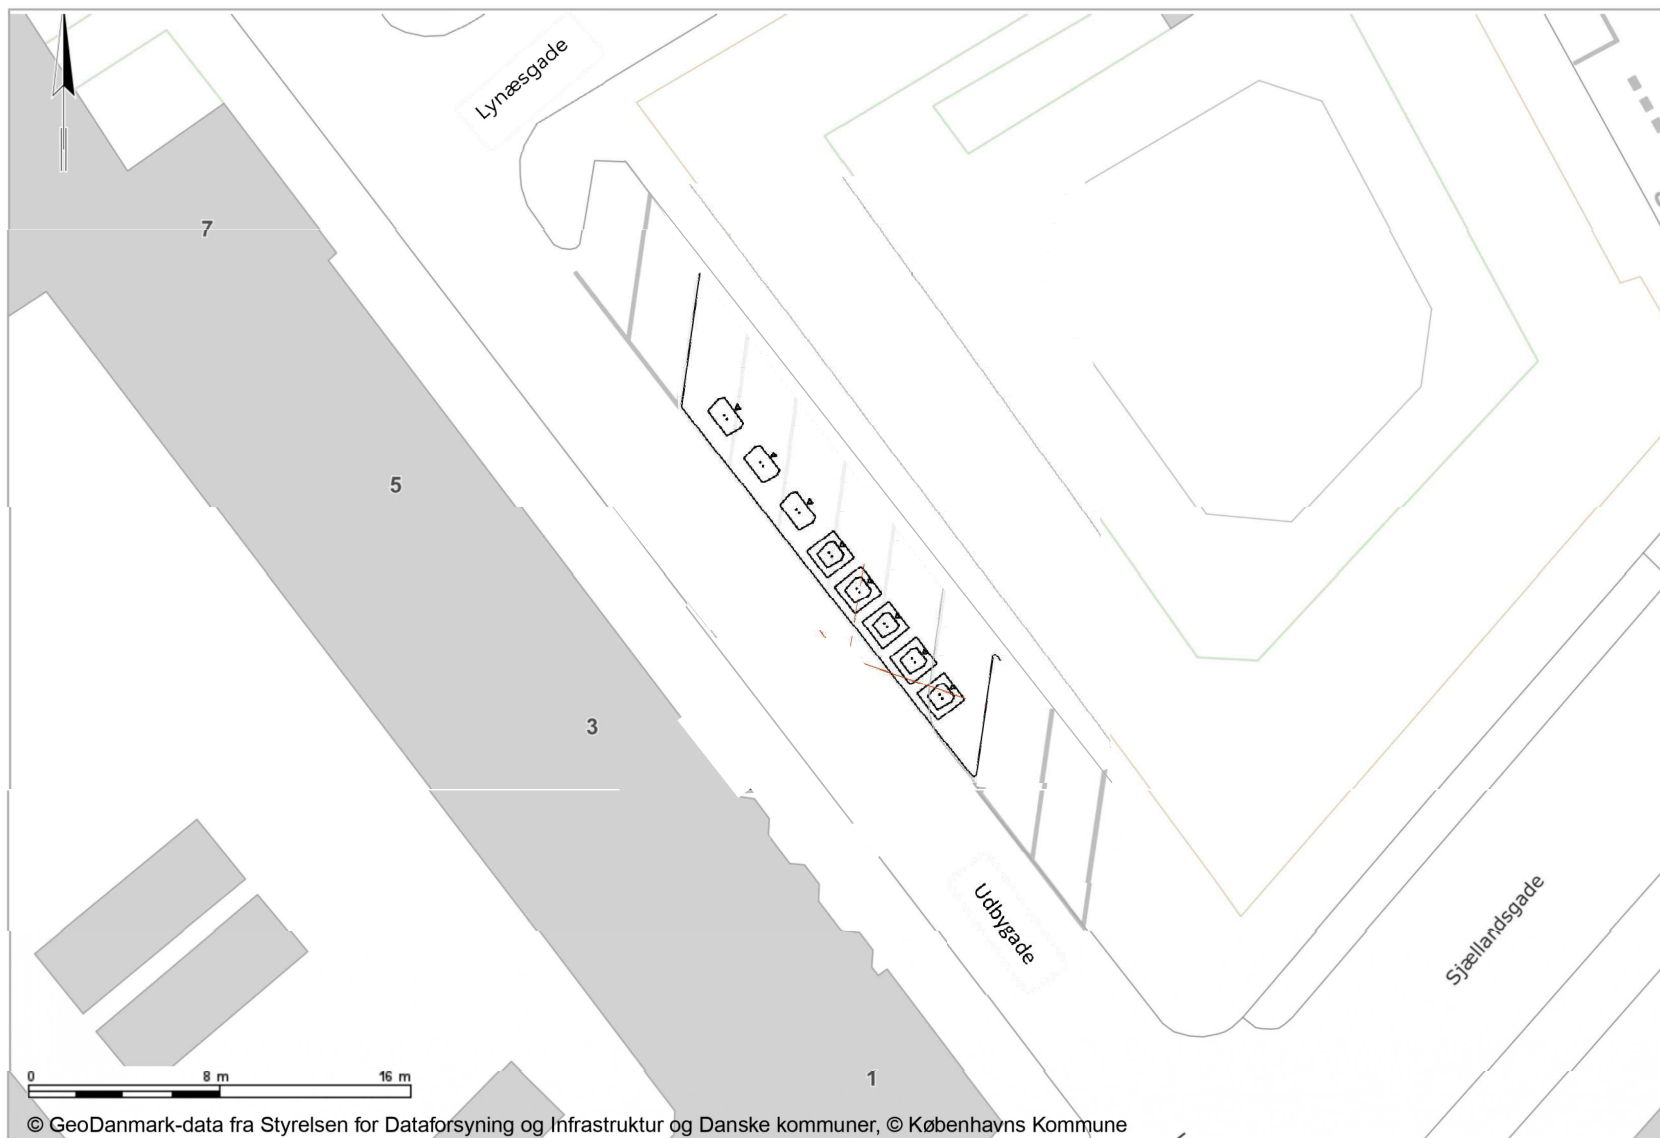 Lynæsgade
7
5
3
Udbygade
Sjællandsgade
1
0 8 m 16 m
© GeoDanmark-data fra Styrelsen for Dataforsyning og Infrastruktur og Danske kommuner, © Københavns Kommune